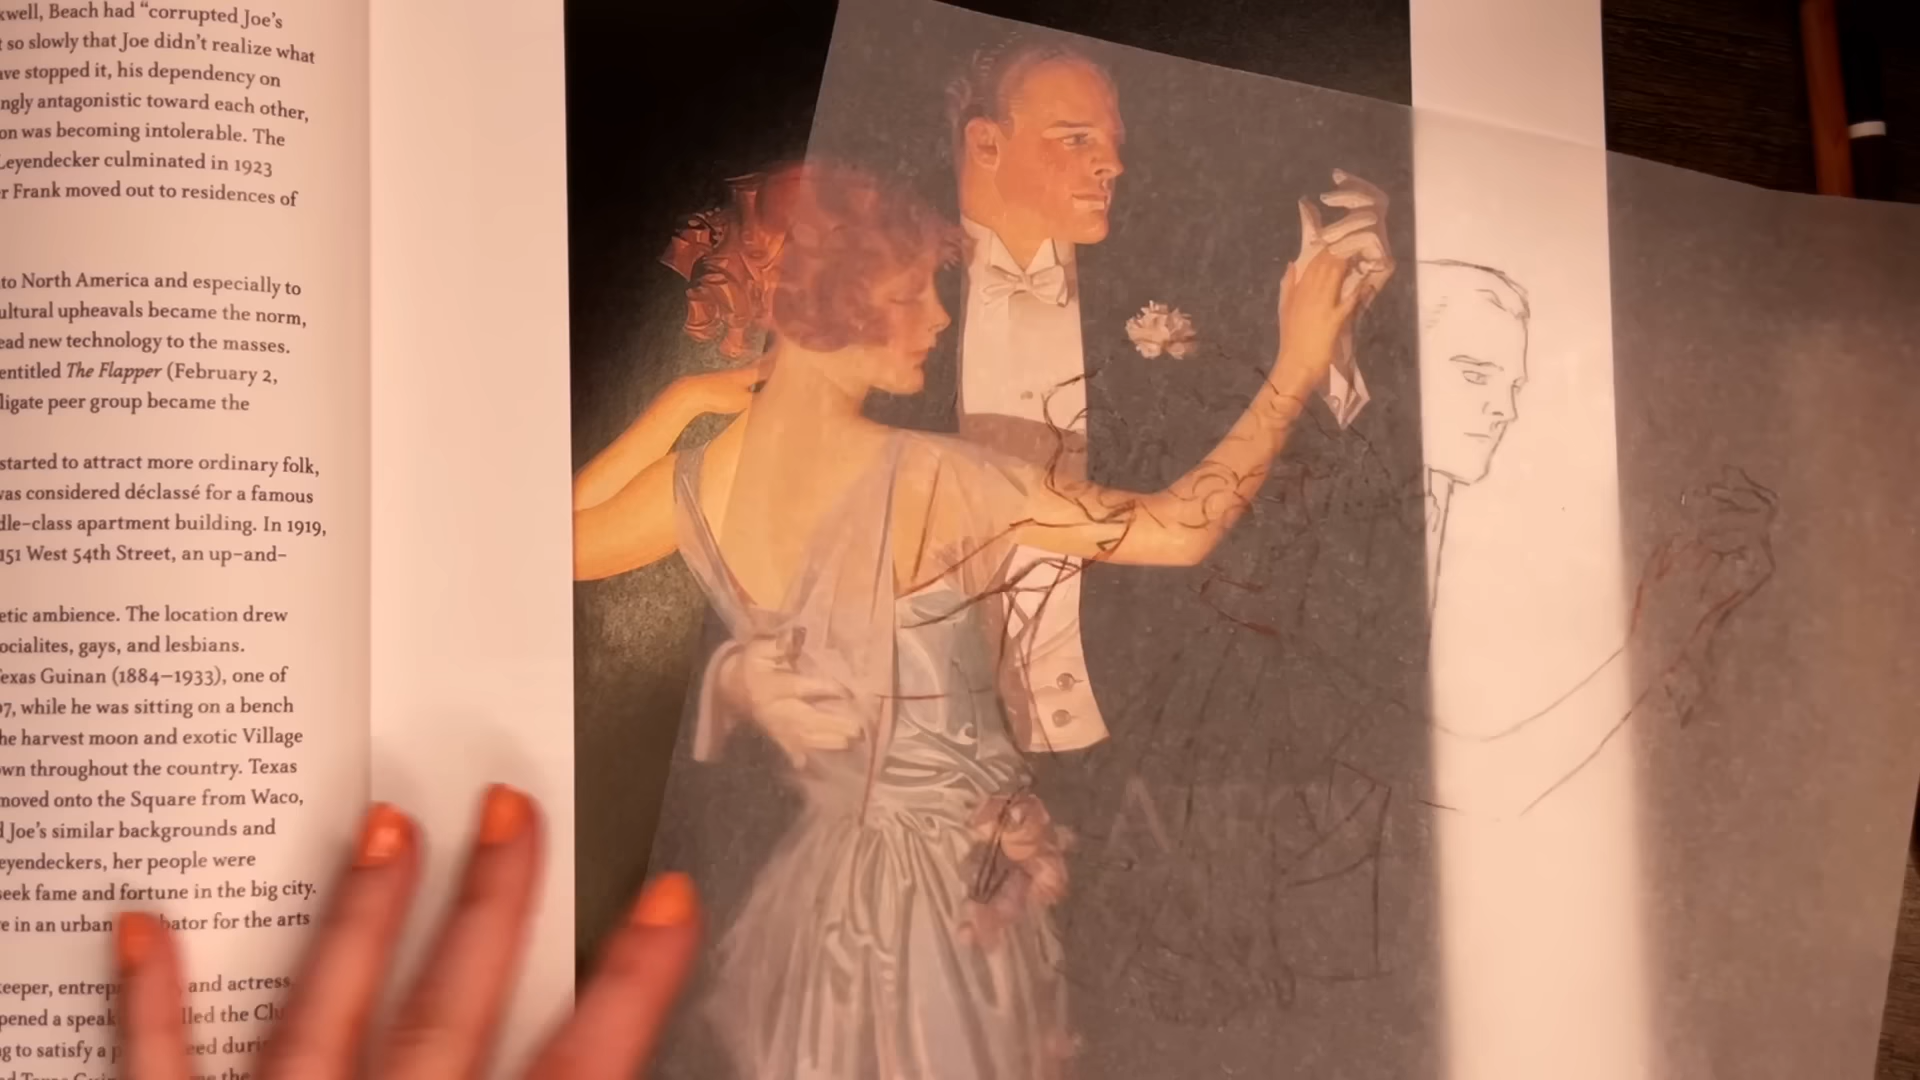 well, Beach had “corrupted Joe’s
so slowly that Joe didn’t realize what
ve stopped it, his dependency on
ngly antagonistic toward each other,
on was becoming intolerable. The
Leyendecker culminated in 1923
r Frank moved out to residences of
to North America and especially to
ultural upheavals became the norm,
ead new technology to the masses.
entitled The Flapper (February 2,
ligate peer group became the
started to attract more ordinary folk,
was considered déclassé for a famous
dle-class apartment building. In 1919,
151 West 54th Street, an up-and-
etic ambience. The location drew
ocialites, gays, and lesbians.
Texas Guinan (1884–1933), one of
07, while he was sitting on a bench
he harvest moon and exotic Village
own throughout the country. Texas
moved onto the Square from Waco,
d Joe’s similar backgrounds and
eyendeckers, her people were
seek fame and fortune in the big city.
e in an urban bator for the arts
keeper, entrep and actress
pened a speak lled the Clu
g to satisfy a p eed duri
the